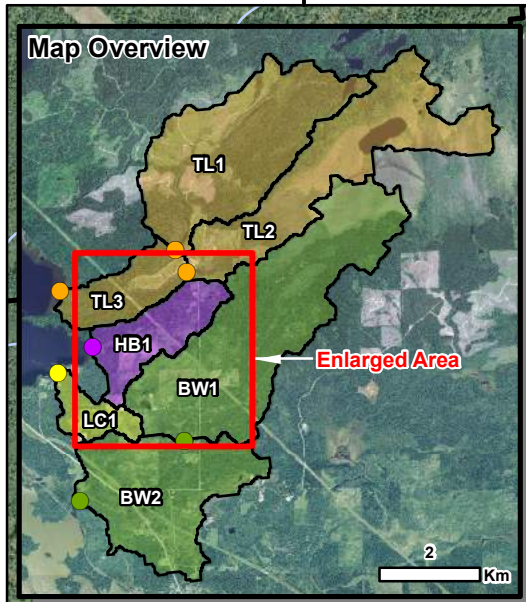 Map Overview
TL1
TL2
TL3
HB1
Enlarged Area
BW1
LC1
BW2
2
Km